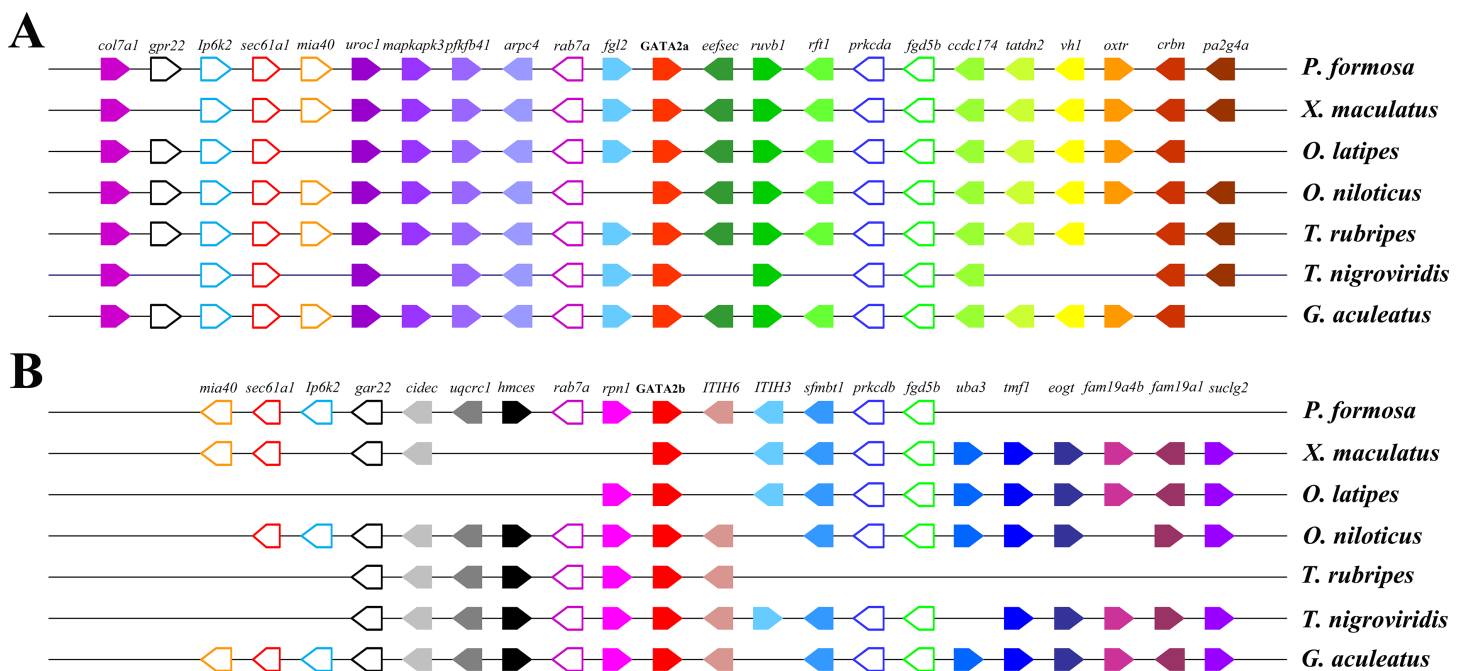 A
col7a1 gpr22 Ip6k2 sec61a1 mia40 uroc1 mapkapk3 pfkfb41 arpc4 rab7a fgl2 GATA2a eefsec ruvb1 rft1 prkcda fgd5b ccdc174 tatdn2 vh1 oxtr crbn pa2g4a
P. formosa
X. maculatus
O. latipes
O. niloticus
T. rubripes
T. nigroviridis
G. aculeatus
B
mia40 sec61a1 Ip6k2 gar22 cidec uqcrc1 hmces rab7a rpn1 GATA2b ITIH6 ITIH3 sfmbt1 prkcdb fgd5b uba3 tmf1 eogt fam19a4b fam19a1 suclg2
P. formosa
X. maculatus
O. latipes
O. niloticus
T. rubripes
T. nigroviridis
G. aculeatus